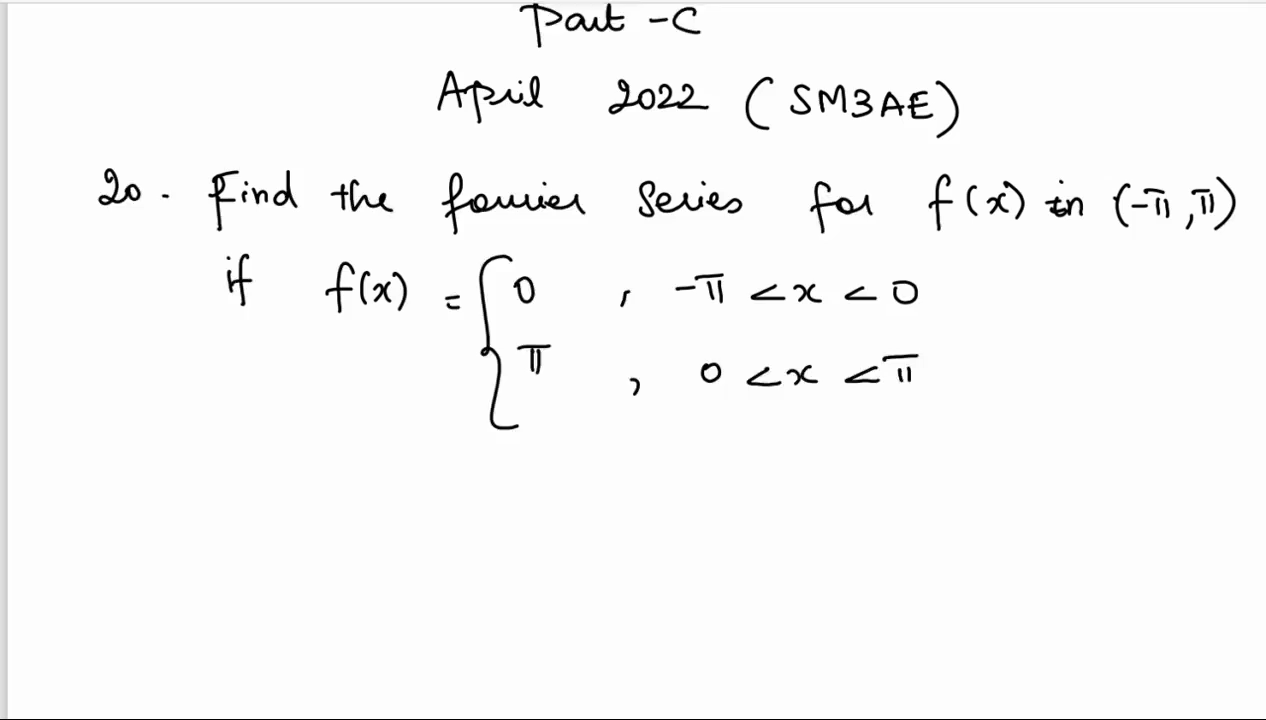 Part - C
April 2022 (SM3AE)
20. Find the fourier Series for f(x) in (-π,π)
if f(x) = { 0 , -π < x < 0
π , 0 < x < π